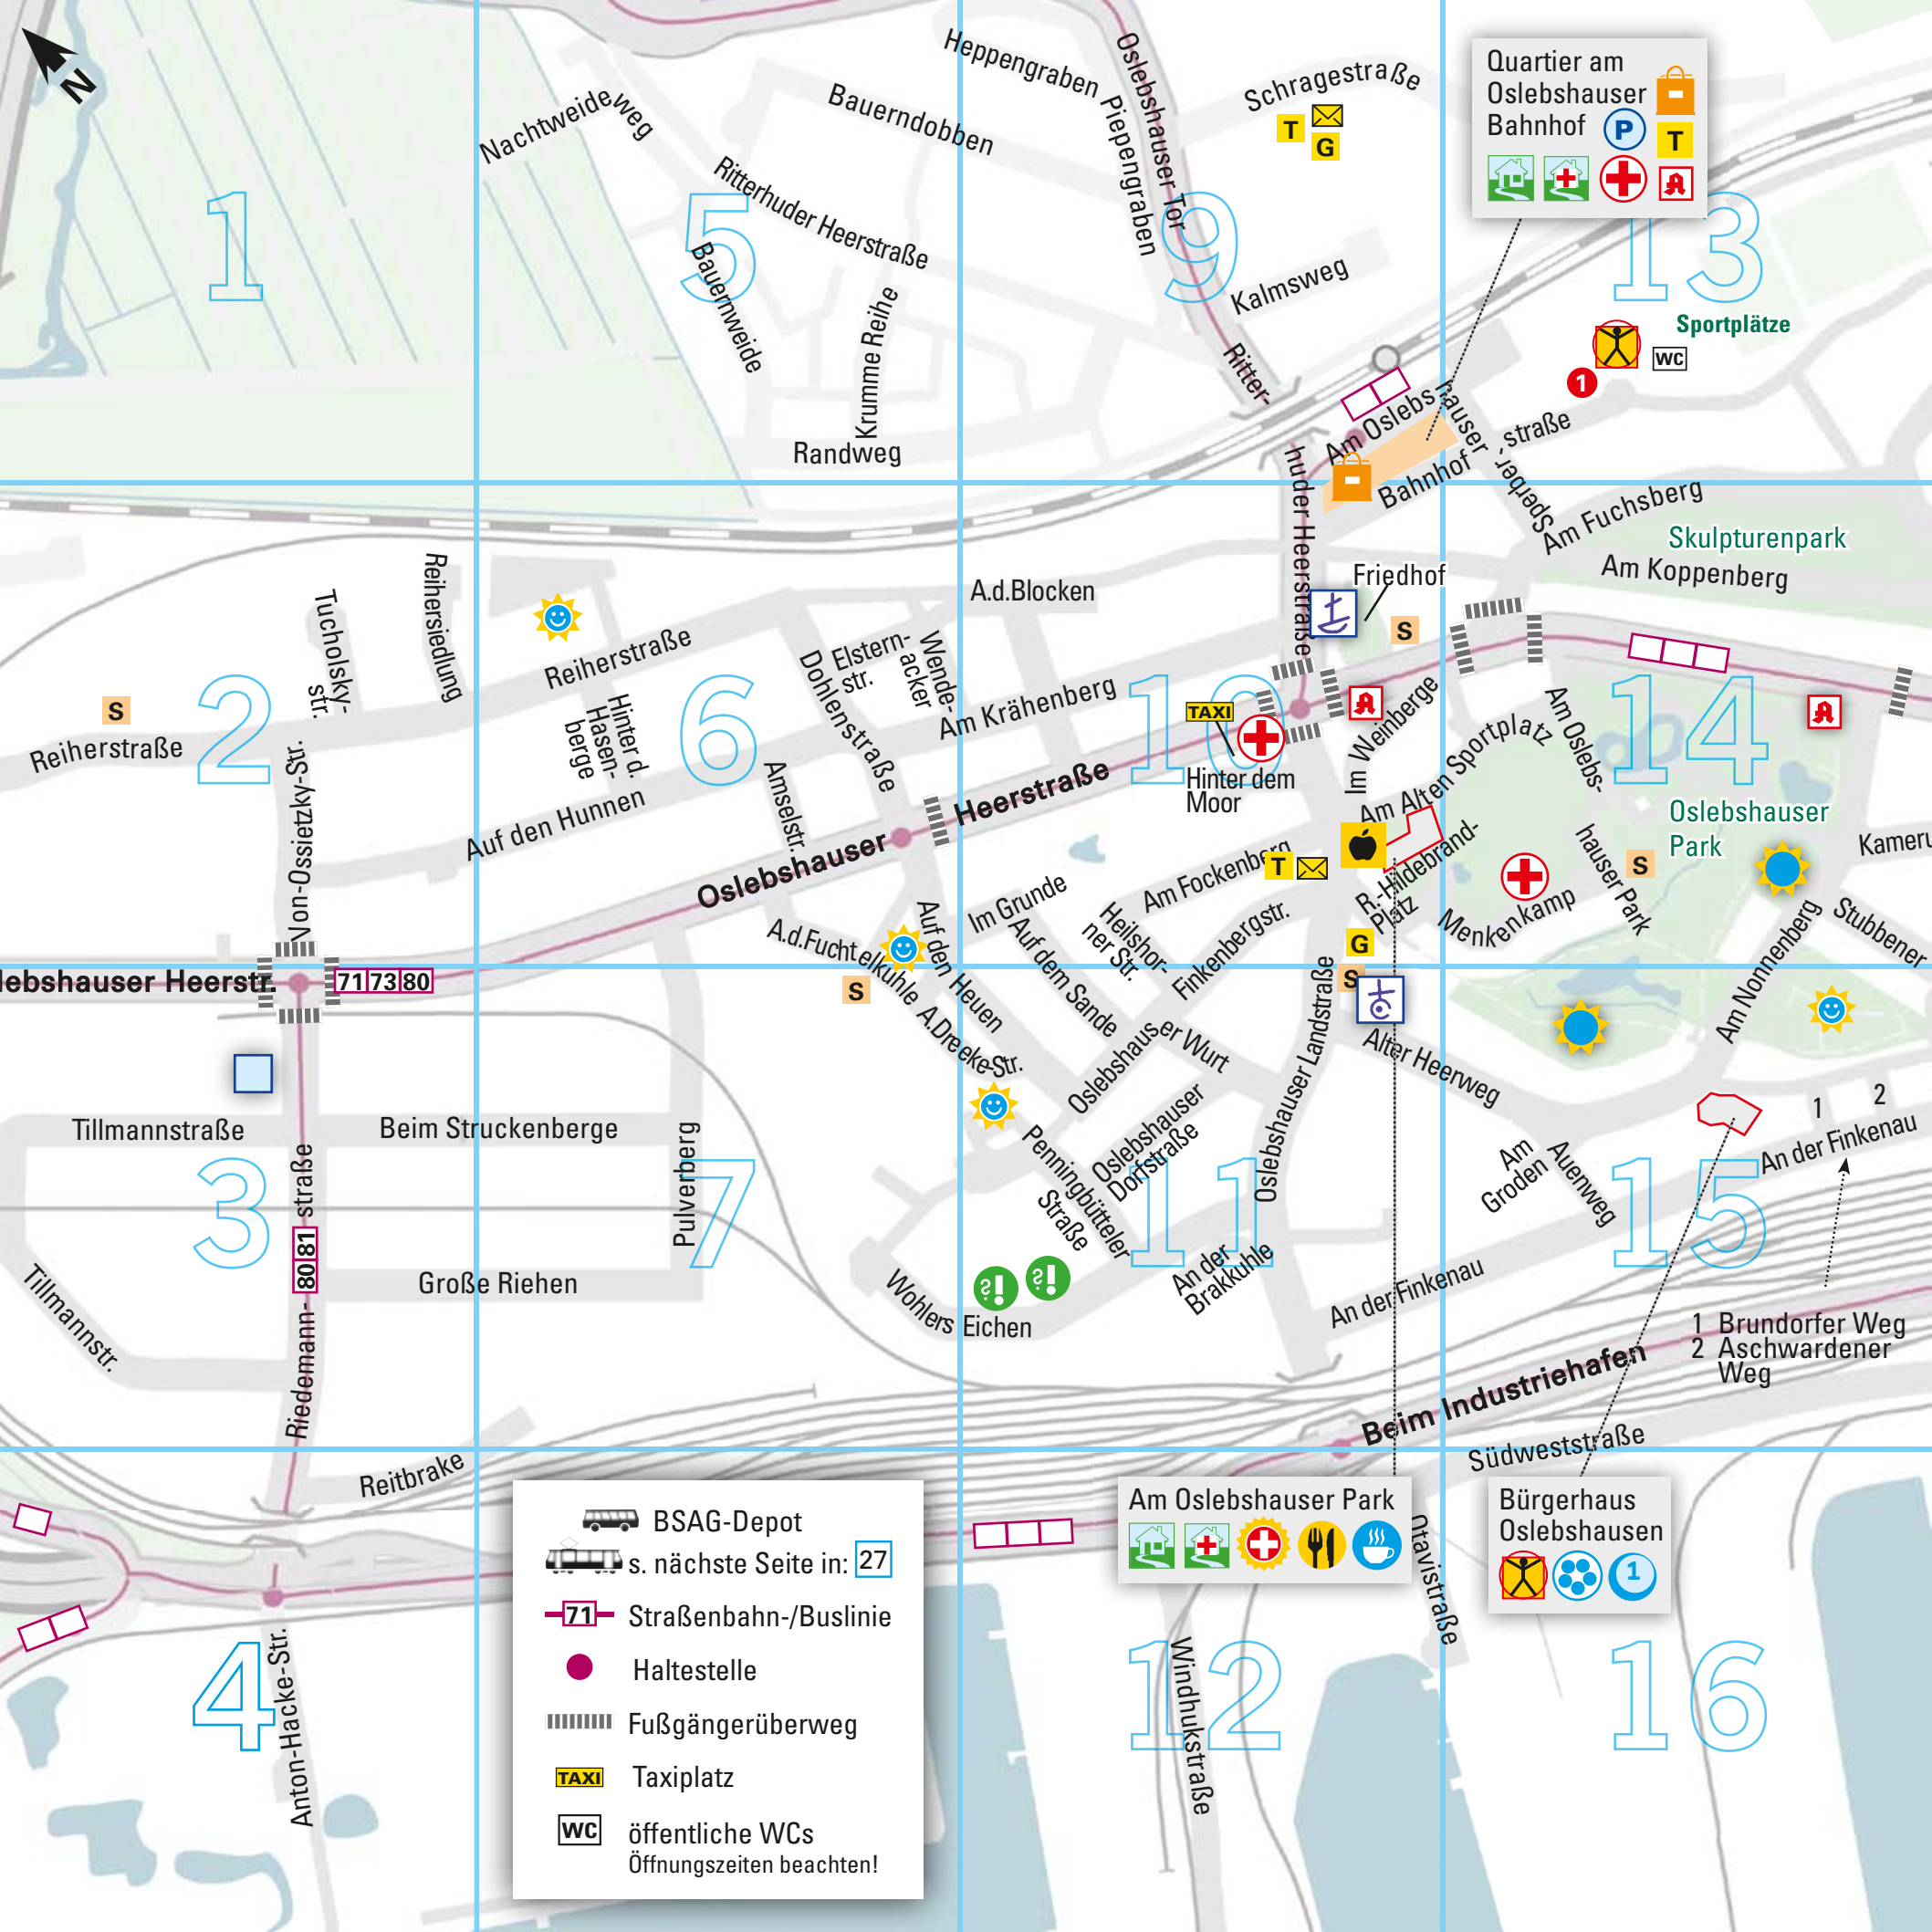 N
1
5
9
13
Nachtweideweg
Bauerndobben
Heppengraben
Piepengraben
Oslebshauser Tor
Schragestraße
T
G
Ritterhuder Heerstraße
Bauernweide
Krumme Reihe
Randweg
Kalmsweg
Ritter-
huder Heerstraße
Quartier am
Oslebshauser
Bahnhof
P
T
Sportplätze
WC
1
Am Oslebshauser
Bahnhof
Sperber-
straße
Am Fuchsberg
Skulpturenpark
Am Koppenberg
2
6
10
14
Tucholsky-
str.
Reihersiedlung
S
Reiherstraße
Von-Ossietzky-Str.
Reiherstraße
Hinter d.
Hasen-
berge
Auf den Hunnen
Dohlenstraße
Elstern-
str.
Wende-
acker
Amselstr.
A.d.Blocken
Am Krähenberg
Friedhof
S
TAXI
Hinter dem
Moor
Im Weinberge
Am Alten Sportplatz
Am Oslebs-
hauser Park
Oslebshauser
Park
S
Oslebshauser
Heerstraße
A.d.Fuchtelkuhle
Auf den Heuen
Im Grunde
Auf dem Sande
Heilshor-
ner Str.
Am Fockenberg
T
Finkenbergstr.
R.-Hildebrand-
Platz
G
S
Menkenkamp
Am Nonnenberg
Stubbener
Kameru
lebshauser Heerstr.
71 73 80
S
A.Dreeke-Str.
Oslebshauser Wurt
Oslebshauser Landstraße
Alter Heerweg
3
7
11
15
Tillmannstraße
Beim Struckenberge
Pulverberg
Große Riehen
Tillmannstr.
Riedemann-
80 81
straße
Penningbütteler
Straße
Oslebshauser
Dorfstraße
An der
Brakkuhle
Wohlers Eichen
Am
Groden
Auenweg
An der Finkenau
An der Finkenau
1
2
1 Brundorfer Weg
2 Aschwardener
Weg
Beim Industriehafen
Südweststraße
Reitbrake
4
12
16
Anton-Hacke-Str.
BSAG-Depot
s. nächste Seite in: 27
71 Straßenbahn-/Buslinie
Haltestelle
Fußgängerüberweg
TAXI Taxiplatz
WC öffentliche WCs
Öffnungszeiten beachten!
Am Oslebshauser Park
Otavistraße
Windhukstraße
Bürgerhaus
Oslebshausen
1